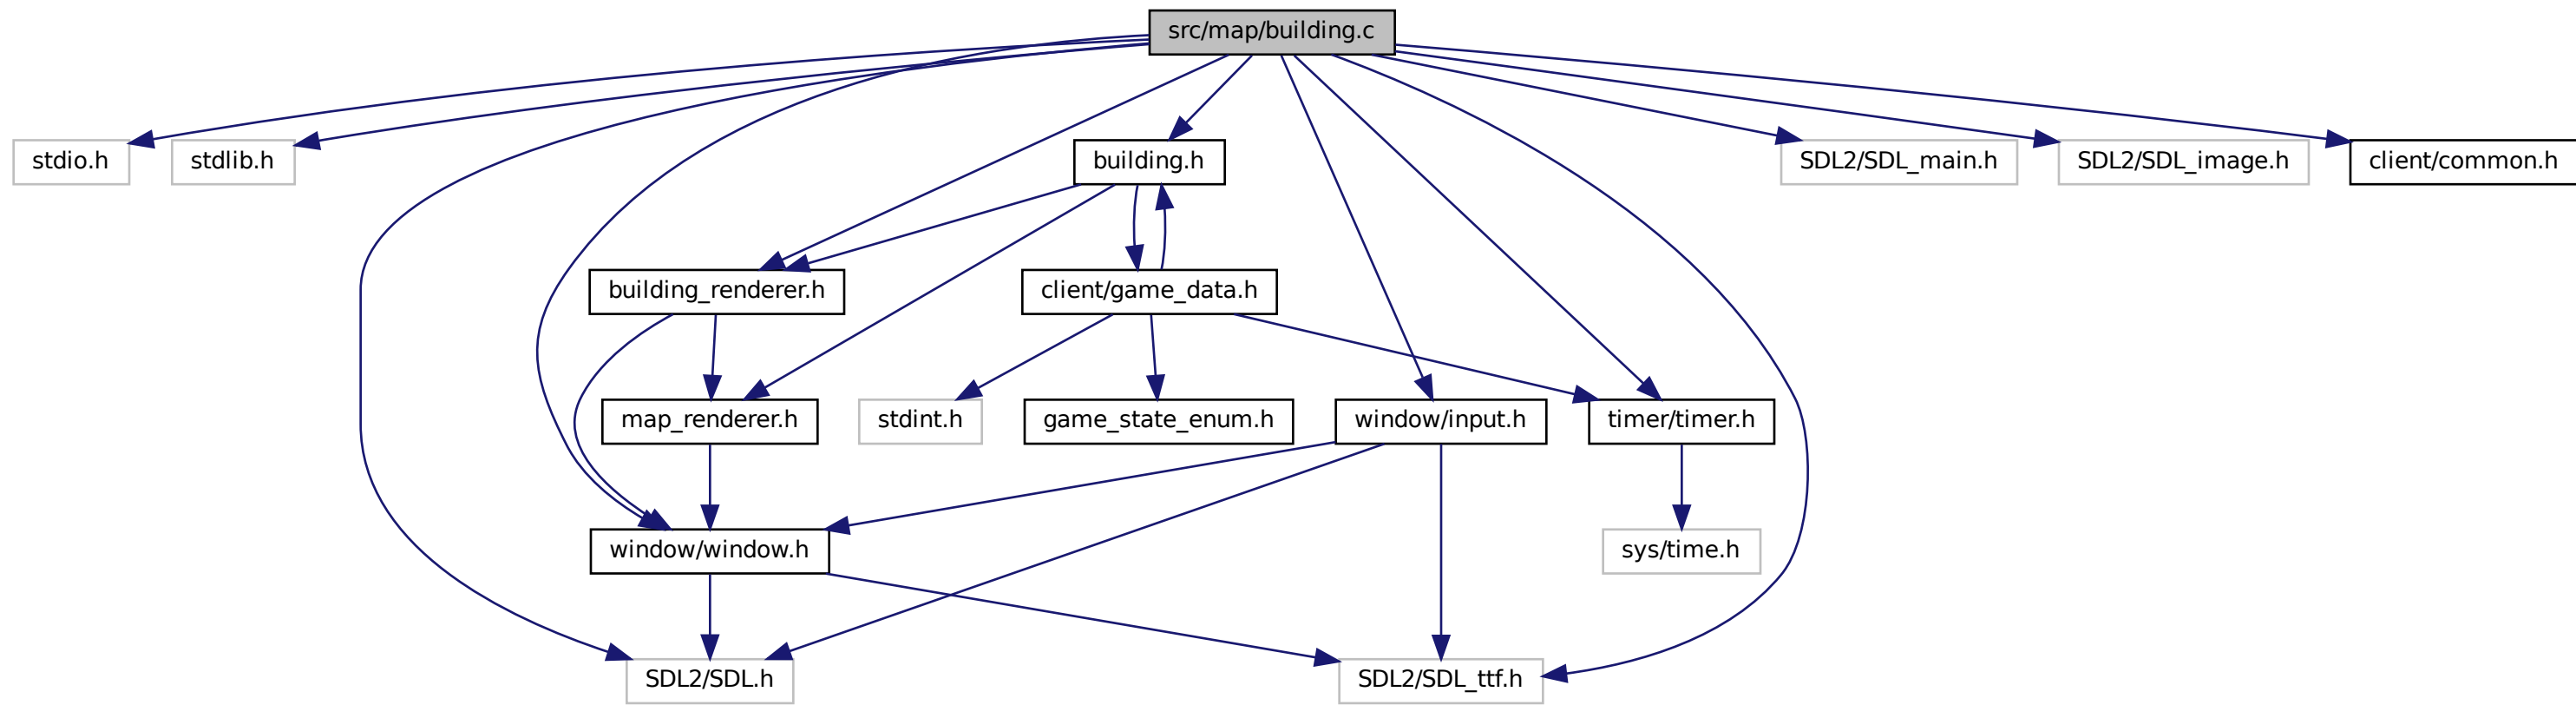 src/map/building.c
stdio.h
stdlib.h
building.h
SDL2/SDL_main.h
SDL2/SDL_image.h
client/common.h
building_renderer.h
client/game_data.h
map_renderer.h
stdint.h
game_state_enum.h
window/input.h
timer/timer.h
window/window.h
sys/time.h
SDL2/SDL.h
SDL2/SDL_ttf.h